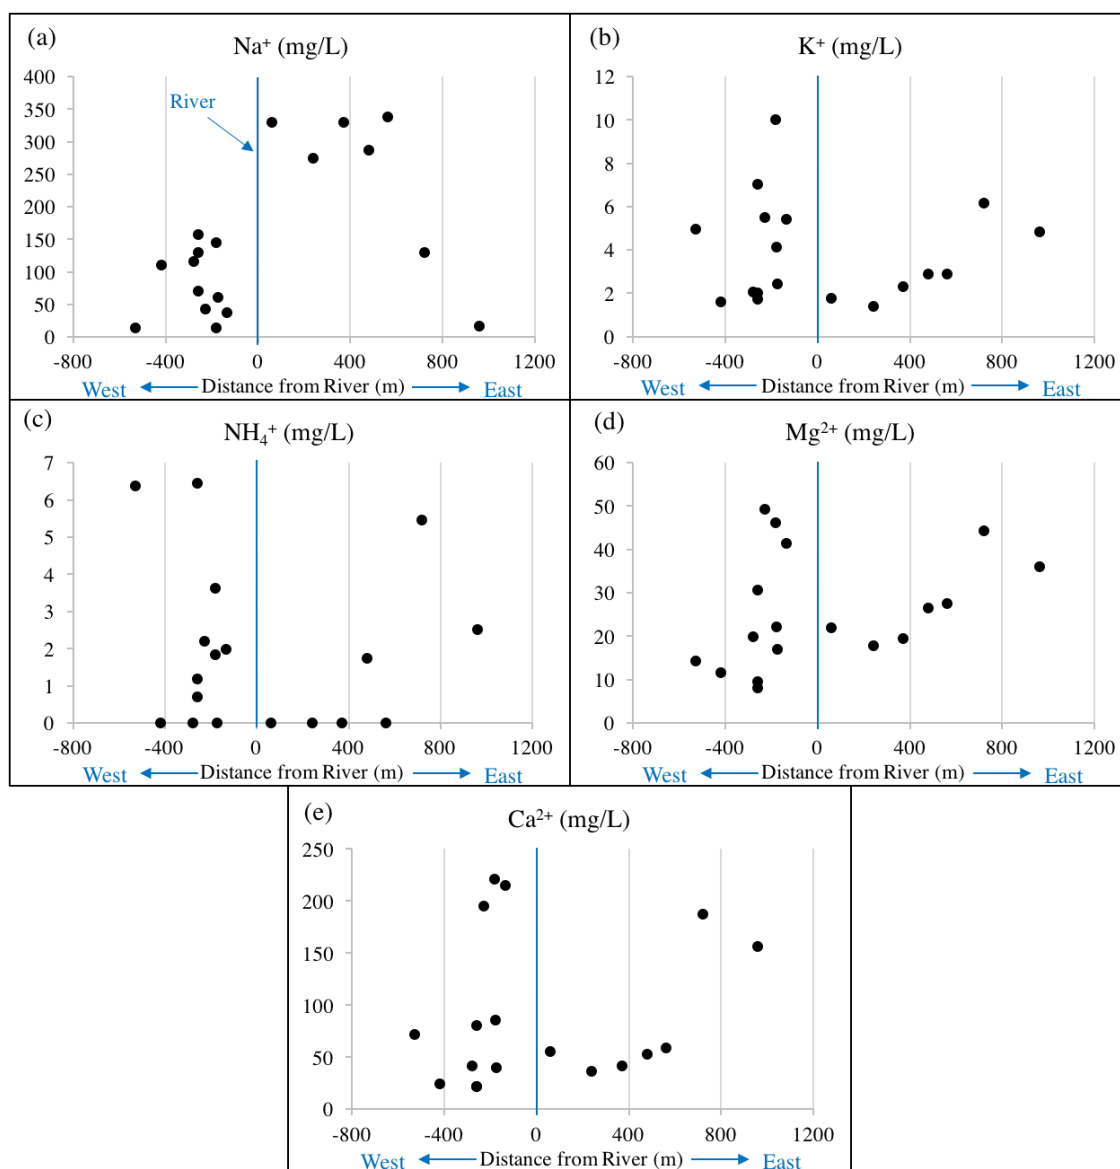 (a)
Na⁺ (mg/L)
400
350
300
250
200
150
100
50
0
River
-800 -400 0 400 800 1200
West Distance from River (m) East
(b)
K⁺ (mg/L)
12
10
8
6
4
2
0
-800 -400 0 400 800 1200
West Distance from River (m) East
(c)
NH₄⁺ (mg/L)
7
6
5
4
3
2
1
0
-800 -400 0 400 800 1200
West Distance from River (m) East
(d)
Mg²⁺ (mg/L)
60
50
40
30
20
10
0
-800 -400 0 400 800 1200
West Distance from River (m) East
(e)
Ca²⁺ (mg/L)
250
200
150
100
50
0
-800 -400 0 400 800 1200
West Distance from River (m) East